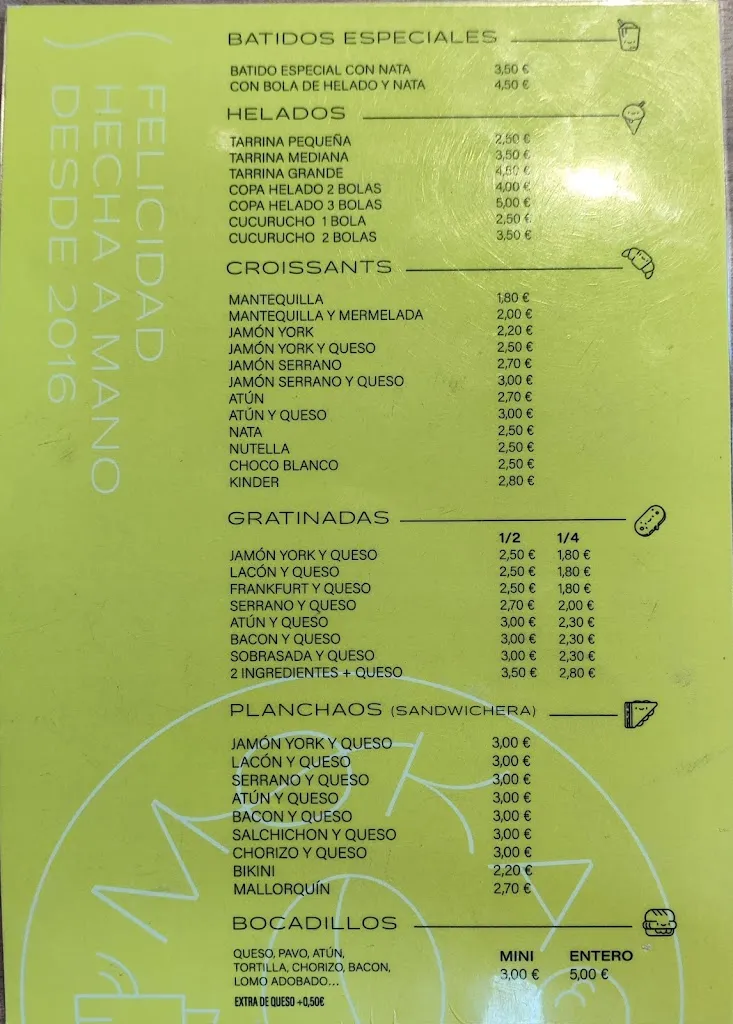 FELICIDAD
HECHA A MANO
DESDE 2016
BATIDOS ESPECIALES
BATIDO ESPECIAL CON NATA 3,50 €
CON BOLA DE HELADO Y NATA 4,50 €
HELADOS
TARRINA PEQUEÑA 2,50 €
TARRINA MEDIANA 3,50 €
TARRINA GRANDE 4,50 €
COPA HELADO 2 BOLAS 4,00 €
COPA HELADO 3 BOLAS 5,00 €
CUCURUCHO 1 BOLA 2,50 €
CUCURUCHO 2 BOLAS 3,50 €
CROISSANTS
MANTEQUILLA 1,80 €
MANTEQUILLA Y MERMELADA 2,00 €
JAMÓN YORK 2,20 €
JAMÓN YORK Y QUESO 2,50 €
JAMÓN SERRANO 2,70 €
JAMÓN SERRANO Y QUESO 3,00 €
ATÚN 2,70 €
ATÚN Y QUESO 3,00 €
NATA 2,50 €
NUTELLA 2,50 €
CHOCO BLANCO 2,50 €
KINDER 2,80 €
GRATINADAS
1/2 1/4
JAMÓN YORK Y QUESO 2,50 € 1,80 €
LACÓN Y QUESO 2,50 € 1,80 €
FRANKFURT Y QUESO 2,50 € 1,80 €
SERRANO Y QUESO 2,70 € 2,00 €
ATÚN Y QUESO 3,00 € 2,30 €
BACON Y QUESO 3,00 € 2,30 €
SOBRASADA Y QUESO 3,00 € 2,30 €
2 INGREDIENTES + QUESO 3,50 € 2,80 €
PLANCHAOS (SANDWICHERA)
JAMÓN YORK Y QUESO 3,00 €
LACÓN Y QUESO 3,00 €
SERRANO Y QUESO 3,00 €
ATÚN Y QUESO 3,00 €
BACON Y QUESO 3,00 €
SALCHICHON Y QUESO 3,00 €
CHORIZO Y QUESO 3,00 €
BIKINI 2,20 €
MALLORQUÍN 2,70 €
BOCADILLOS
QUESO, PAVO, ATÚN, MINI ENTERO
TORTILLA, CHORIZO, BACON, 3,00 € 5,00 €
LOMO ADOBADO...
EXTRA DE QUESO +0,50€